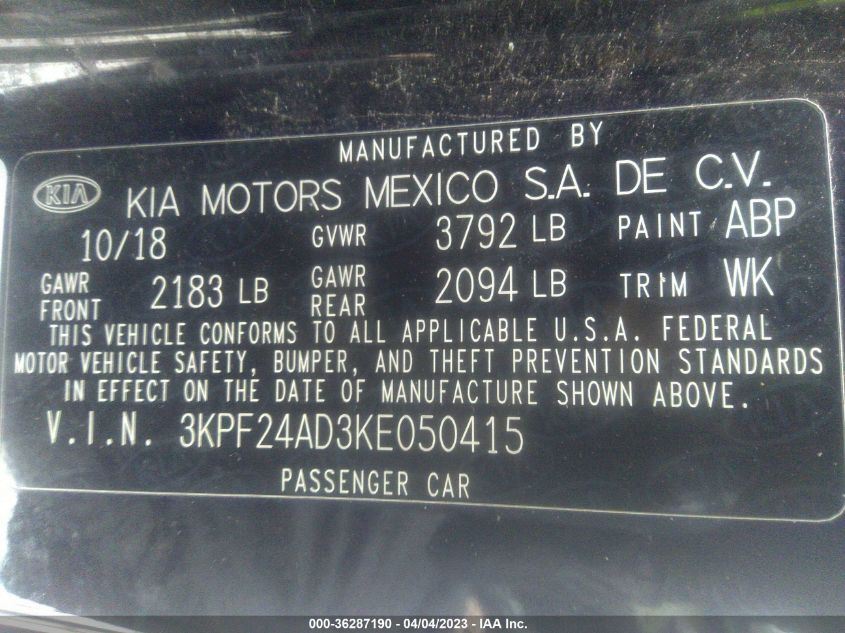 MANUFACTURED BY
KIA KIA MOTORS MEXICO S.A. DE C.V.
10/18 GVWR 3792 LB PAINT ABP
GAWR FRONT 2183 LB GAWR REAR 2094 LB TRIM WK
THIS VEHICLE CONFORMS TO ALL APPLICABLE U.S.A. FEDERAL
MOTOR VEHICLE SAFETY, BUMPER, AND THEFT PREVENTION STANDARDS
IN EFFECT ON THE DATE OF MANUFACTURE SHOWN ABOVE.
V.I.N. 3KPF24AD3KE050415
PASSENGER CAR
000-36287190 - 04/04/2023 - IAA Inc.